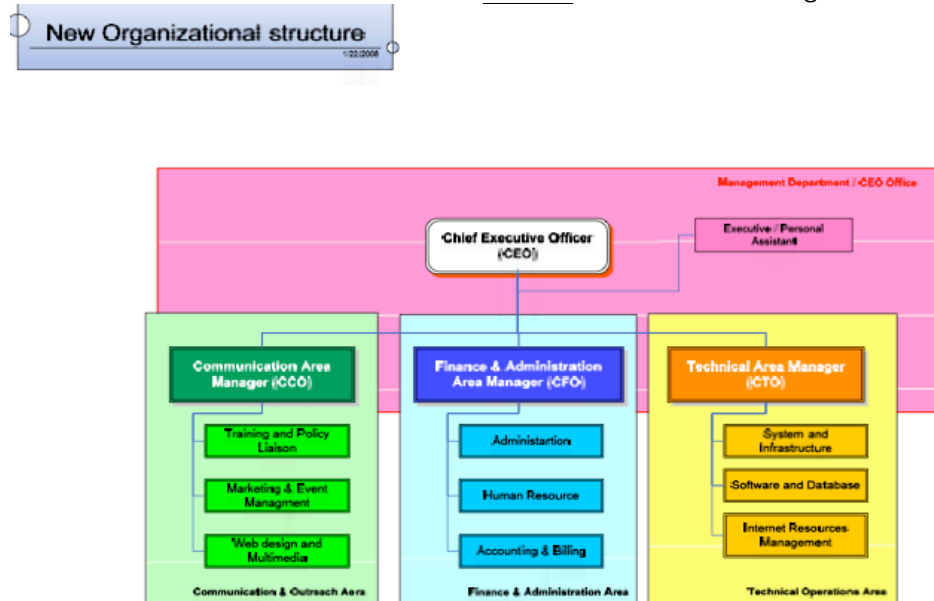 New Organizational structure
1/22/2008
Management Department / CEO Office
Chief Executive Officer
(CEO)
Executive / Personal
Assistant
Communication Area
Manager (CCO)
Finance & Administration
Area Manager (CFO)
Technical Area Manager
(CTO)
Training and Policy
Liaison
Administartion
System and
Infrastructure
Marketing & Event
Managment
Human Resource
Software and Database
Web design and
Multimedia
Accounting & Billing
Internet Resources
Management
Communication & Outreach Aera
Finance & Administration Area
Technical Operations Area